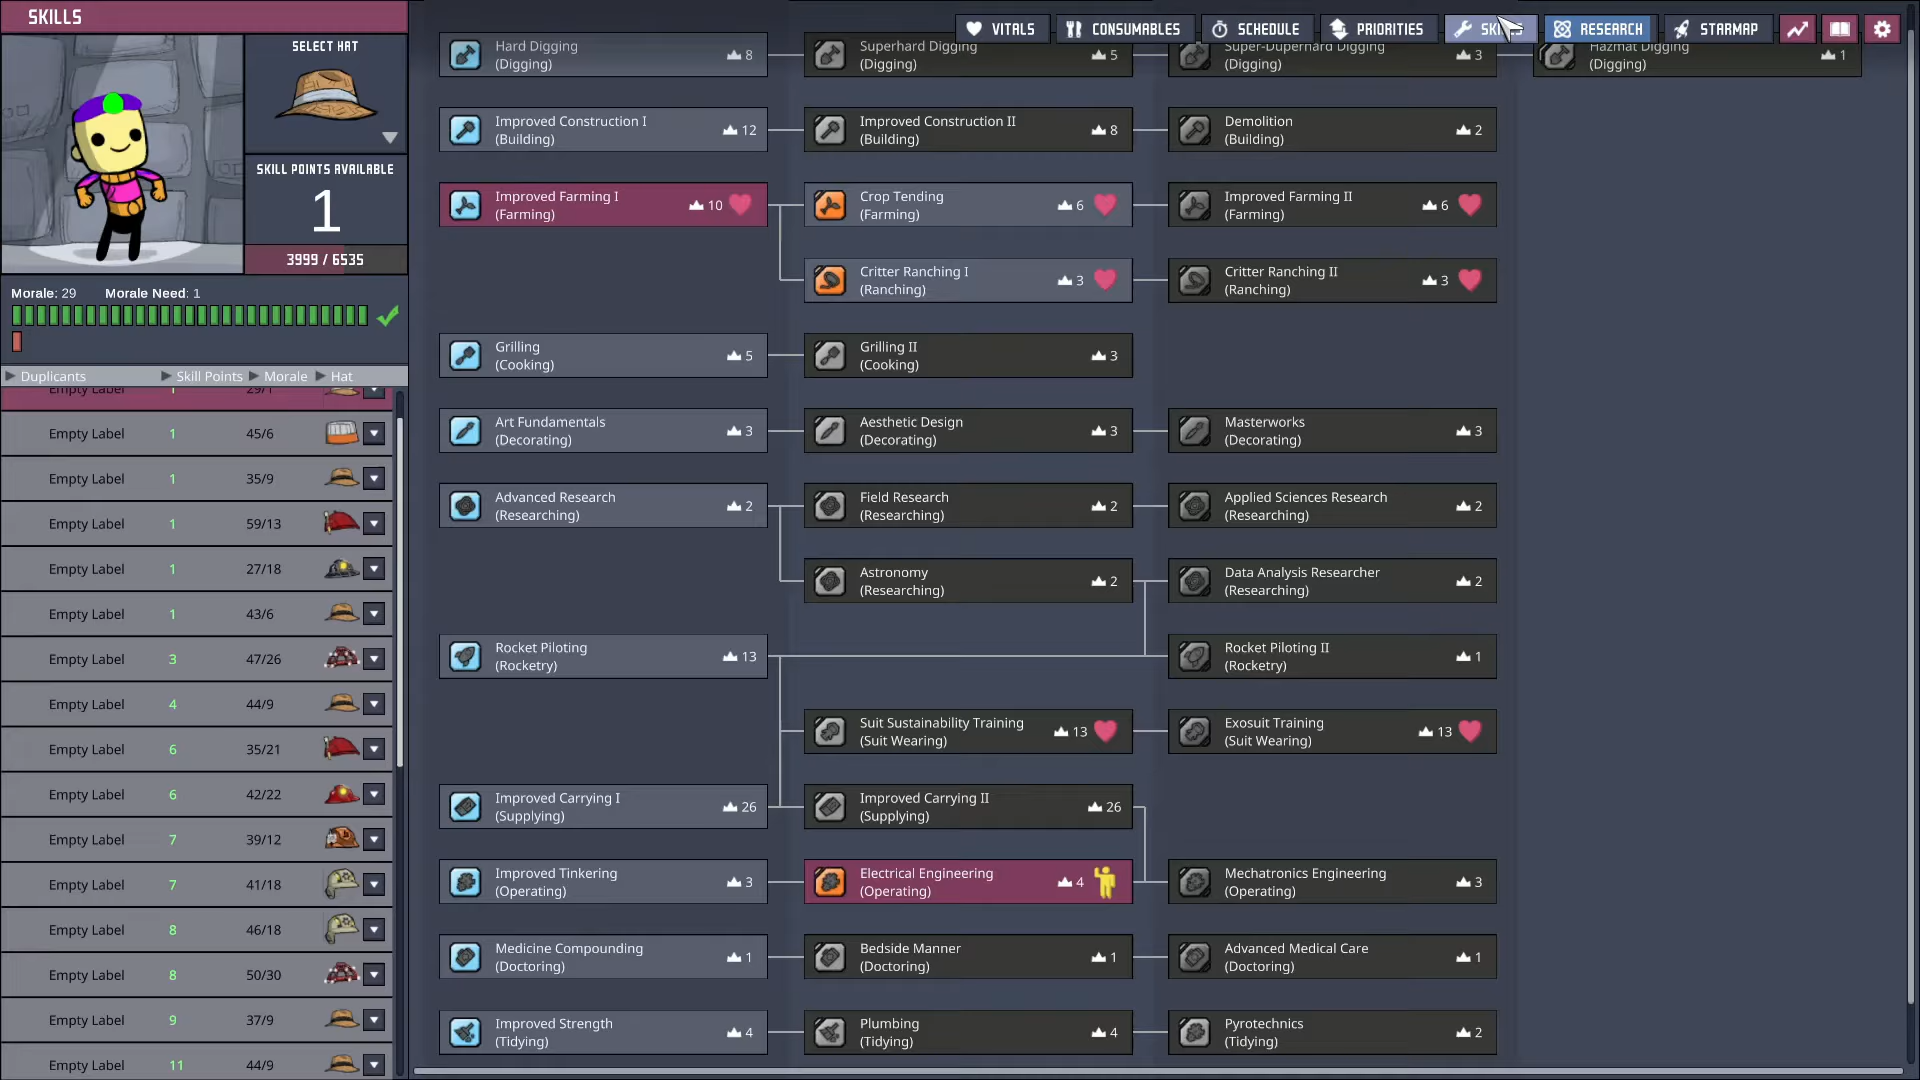 SKILLS
VITALS
CONSUMABLES
SCHEDULE
PRIORITIES
RESEARCH
STARMAP
SELECT HAT
SKILL POINTS AVAILABLE
1
3999 / 6535
Morale: 29 Morale Need: 1
Duplicants Skill Points Morale Hat
Empty Label 1 29/1
Empty Label 1 45/6
Empty Label 1 35/9
Empty Label 1 59/13
Empty Label 1 27/18
Empty Label 1 43/6
Empty Label 3 47/26
Empty Label 4 44/9
Empty Label 6 35/21
Empty Label 6 42/22
Empty Label 7 39/12
Empty Label 7 41/18
Empty Label 8 46/18
Empty Label 8 50/30
Empty Label 9 37/9
Empty Label 11 44/9
Hard Digging
(Digging)
8
Superhard Digging
(Digging)
5
Super-Duperhard Digging
(Digging)
3
Hazmat Digging
(Digging)
1
Improved Construction I
(Building)
12
Improved Construction II
(Building)
8
Demolition
(Building)
2
Improved Farming I
(Farming)
10
Crop Tending
(Farming)
6
Improved Farming II
(Farming)
6
Critter Ranching I
(Ranching)
3
Critter Ranching II
(Ranching)
3
Grilling
(Cooking)
5
Grilling II
(Cooking)
3
Art Fundamentals
(Decorating)
3
Aesthetic Design
(Decorating)
3
Masterworks
(Decorating)
3
Advanced Research
(Researching)
2
Field Research
(Researching)
2
Applied Sciences Research
(Researching)
2
Astronomy
(Researching)
2
Data Analysis Researcher
(Researching)
2
Rocket Piloting
(Rocketry)
13
Rocket Piloting II
(Rocketry)
1
Suit Sustainability Training
(Suit Wearing)
13
Exosuit Training
(Suit Wearing)
13
Improved Carrying I
(Supplying)
26
Improved Carrying II
(Supplying)
26
Improved Tinkering
(Operating)
3
Electrical Engineering
(Operating)
4
Mechatronics Engineering
(Operating)
3
Medicine Compounding
(Doctoring)
1
Bedside Manner
(Doctoring)
1
Advanced Medical Care
(Doctoring)
1
Improved Strength
(Tidying)
4
Plumbing
(Tidying)
4
Pyrotechnics
(Tidying)
2